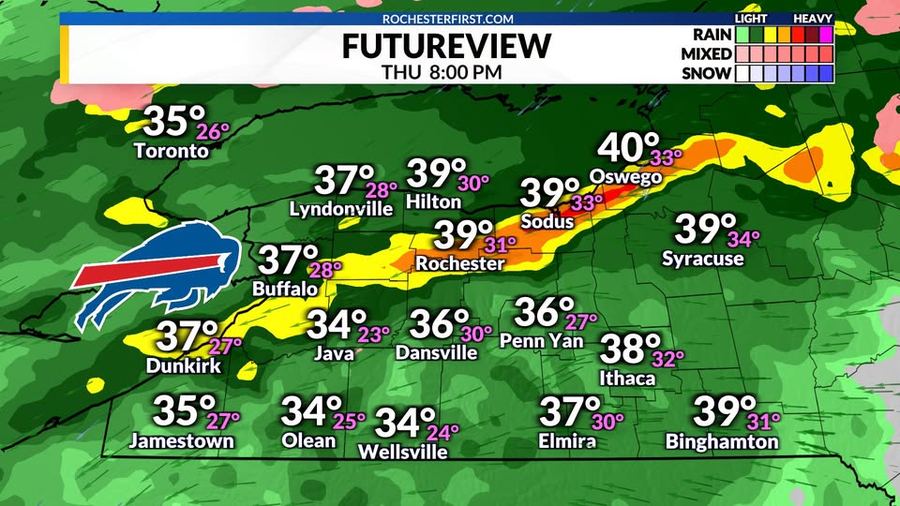 ROCHESTERFIRST.COM
FUTUREVIEW
THU 8:00 PM
LIGHT HEAVY
RAIN
MIXED
SNOW
35° 26°
Toronto
40° 33°
Oswego
37° 28°
Lyndonville
39° 30°
Hilton
39° 33°
Sodus
39° 31°
Rochester
39° 34°
Syracuse
37° 28°
Buffalo
37° 27°
Dunkirk
34° 23°
Java
36° 30°
Dansville
36° 27°
Penn Yan
38° 32°
Ithaca
35° 27°
Jamestown
34° 25°
Olean
34° 24°
Wellsville
37° 30°
Elmira
39° 31°
Binghamton